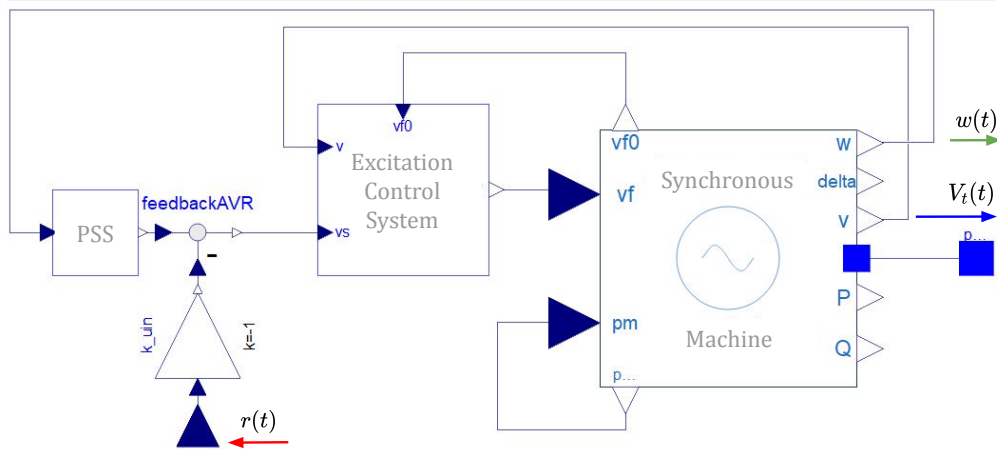 w
w(t)
vf0
vf0
v
Excitation
Control
System
Synchronous
delta
vf
V_t(t)
v
feedbackAVR
PSS
vs
-
p...
P
pm
k_uin
k=-1
Machine
Q
p...
r(t)